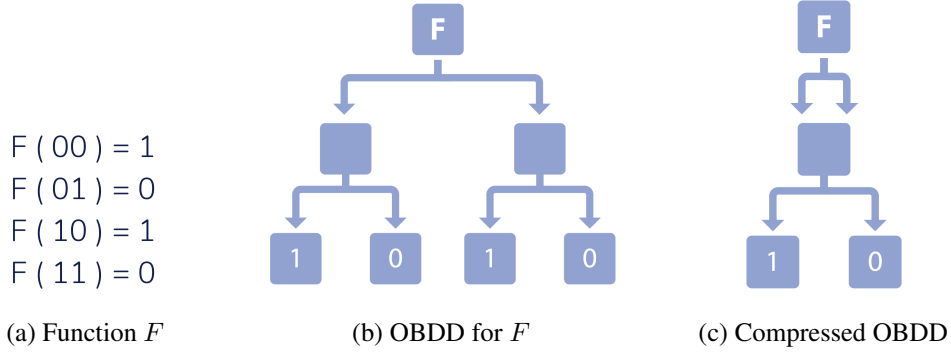 F ( 00 ) = 1
F ( 01 ) = 0
F ( 10 ) = 1
F ( 11 ) = 0
(a) Function F
F
1 0 1 0
(b) OBDD for F
F
1 0
(c) Compressed OBDD